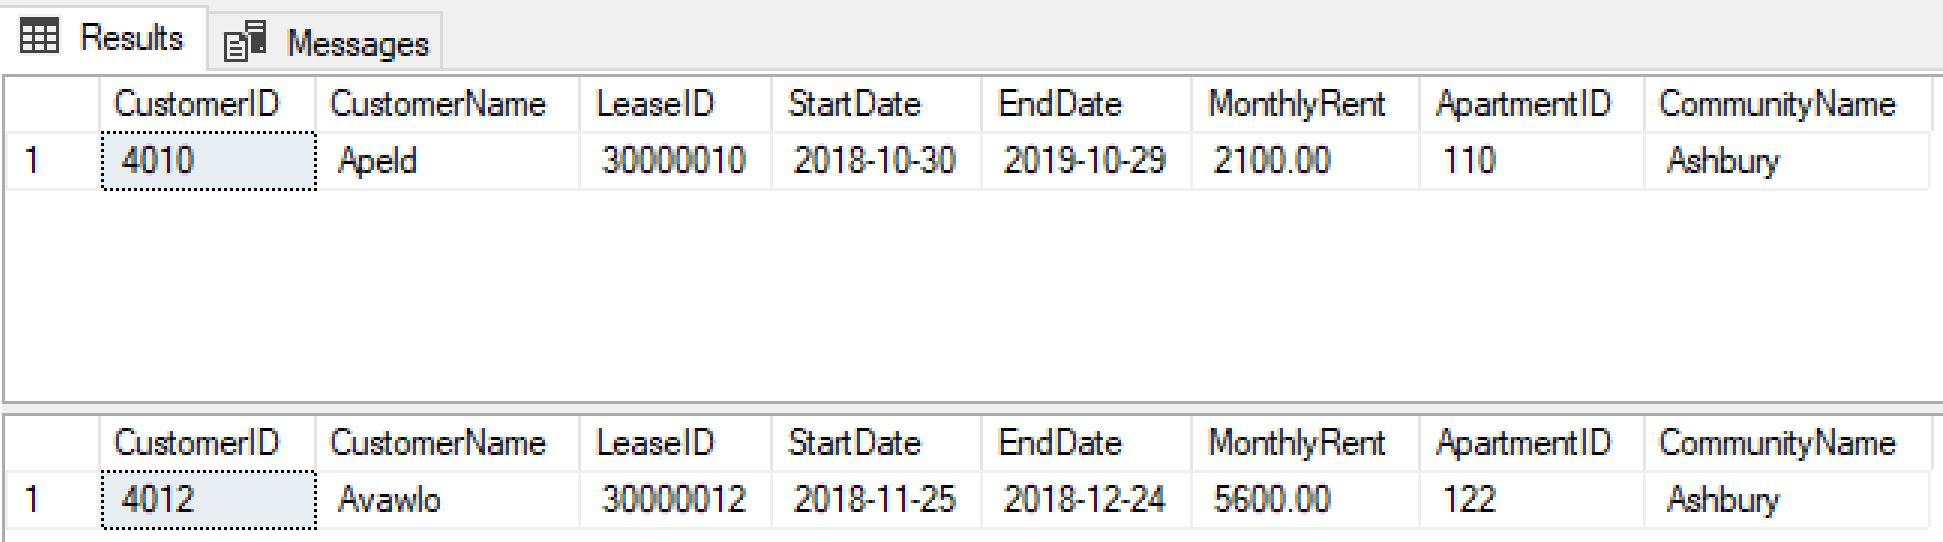 Results Messages
CustomerID CustomerName LeaseID StartDate EndDate MonthlyRent ApartmentID CommunityName
1 4010 Apeld 30000010 2018-10-30 2019-10-29 2100.00 110 Ashbury
CustomerID CustomerName LeaseID StartDate EndDate MonthlyRent ApartmentID CommunityName
1 4012 Avawlo 30000012 2018-11-25 2018-12-24 5600.00 122 Ashbury